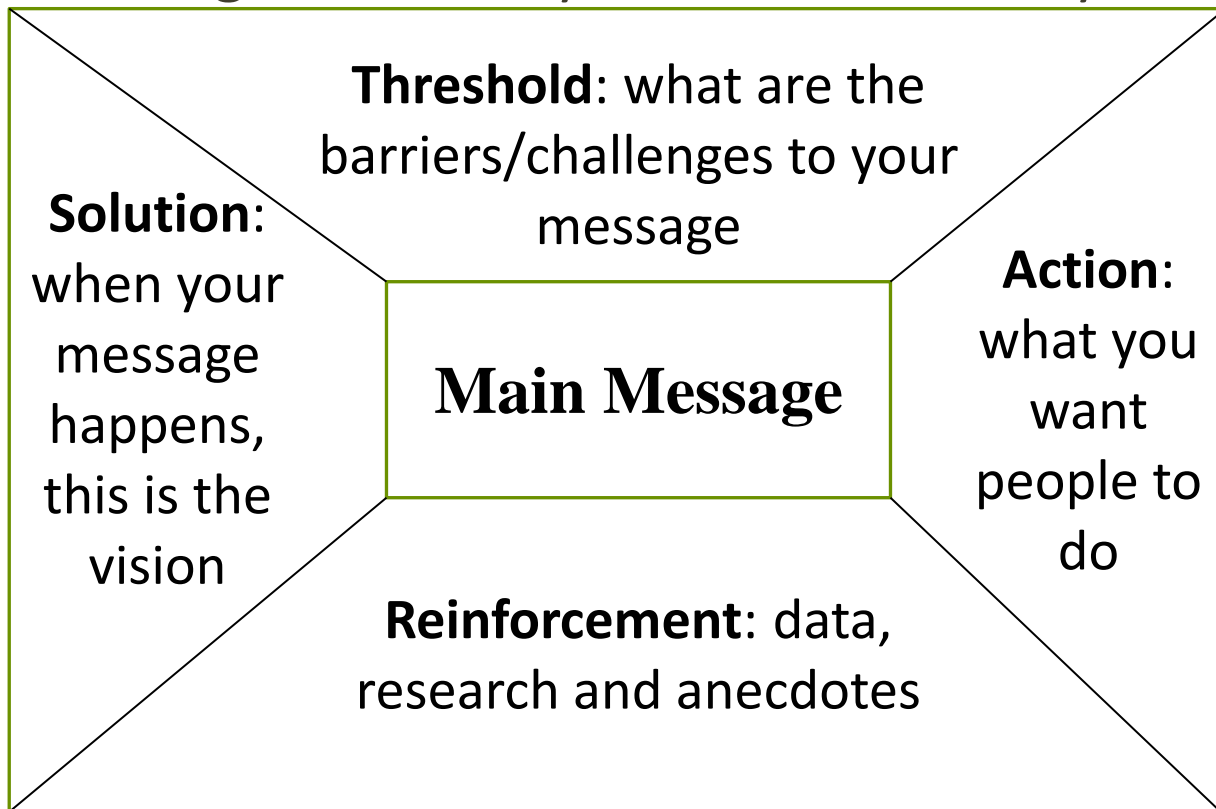 Threshold: what are the
barriers/challenges to your
message
Solution:
when your
message
happens,
this is the
vision
Main Message
Action:
what you
want
people to
do
Reinforcement: data,
research and anecdotes